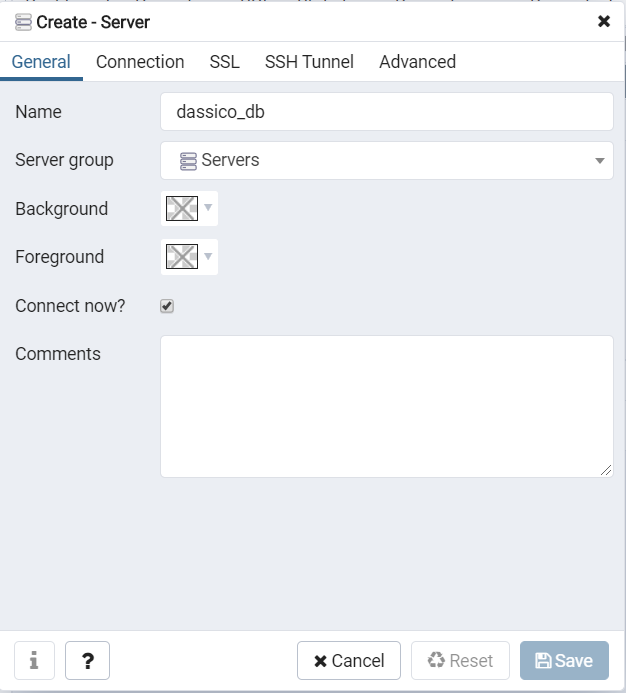 Create - Server
General Connection SSL SSH Tunnel Advanced
Name dassico_db
Server group Servers
Background
Foreground
Connect now?
Comments
i ? Cancel Reset Save